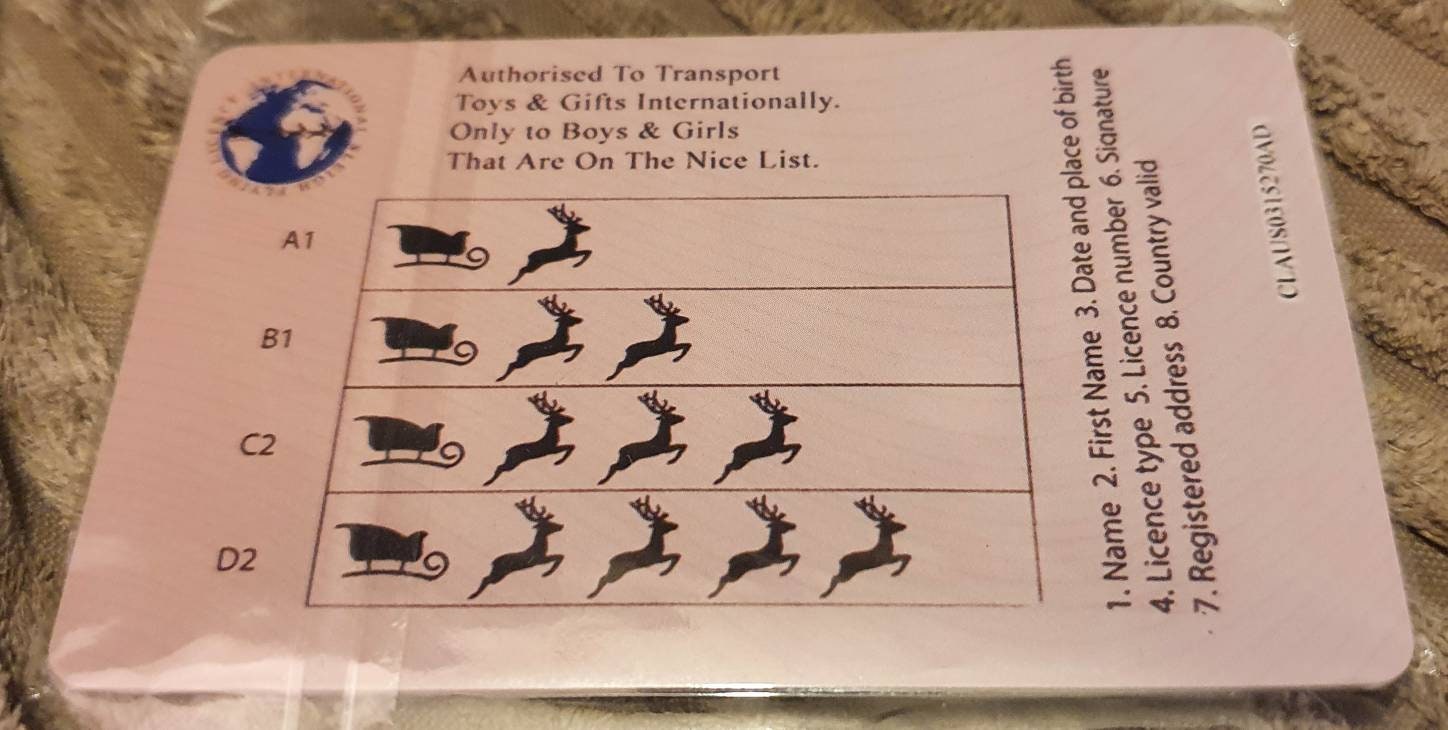 Authorised To Transport
Toys & Gifts Internationally.
Only to Boys & Girls
That Are On The Nice List.
A1
B1
C2
D2
1. Name 2. First Name 3. Date and place of birth
4. Licence type 5. Licence number 6. Signature
7. Registered address 8. Country valid
CLAUS0315270AD